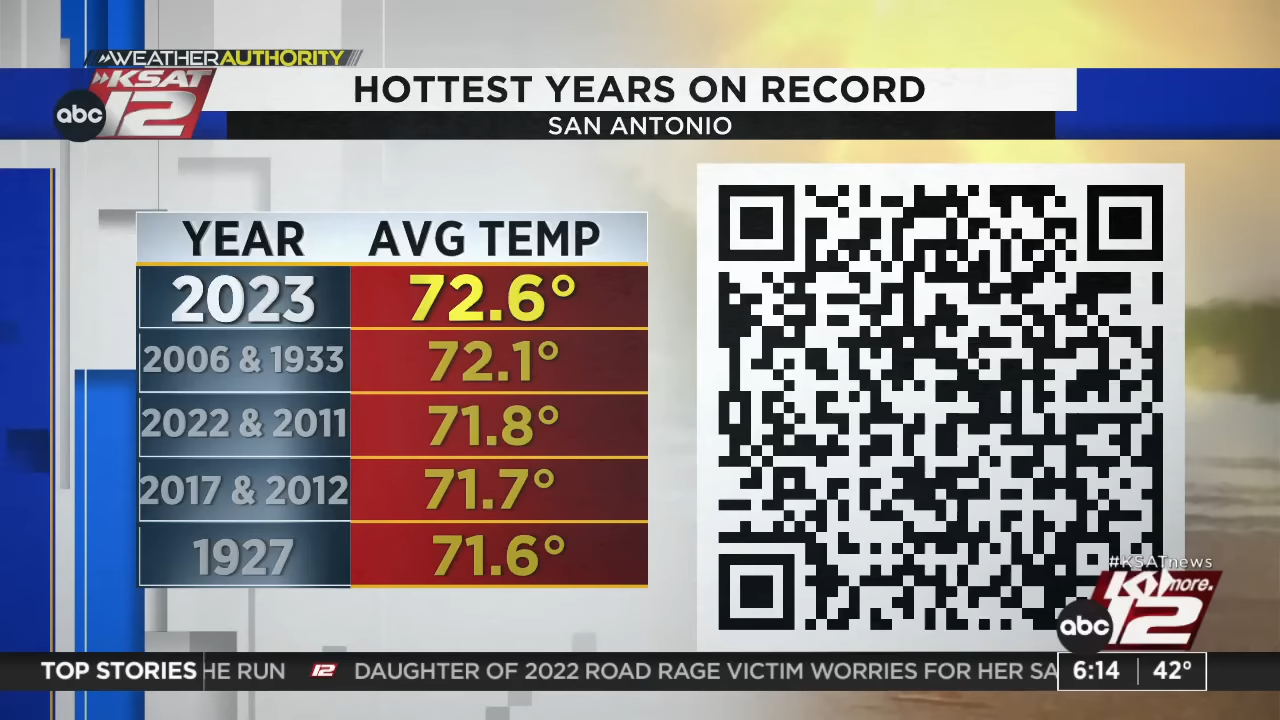 WEATHERAUTHORITY
KSAT
abc 12
HOTTEST YEARS ON RECORD
SAN ANTONIO
YEAR AVG TEMP
2023 72.6°
2006 & 1933 72.1°
2022 & 2011 71.8°
2017 & 2012 71.7°
1927 71.6°
#KSATnews
more.
abc 12
TOP STORIES HE RUN 12 DAUGHTER OF 2022 ROAD RAGE VICTIM WORRIES FOR HER SA 6:14 42°